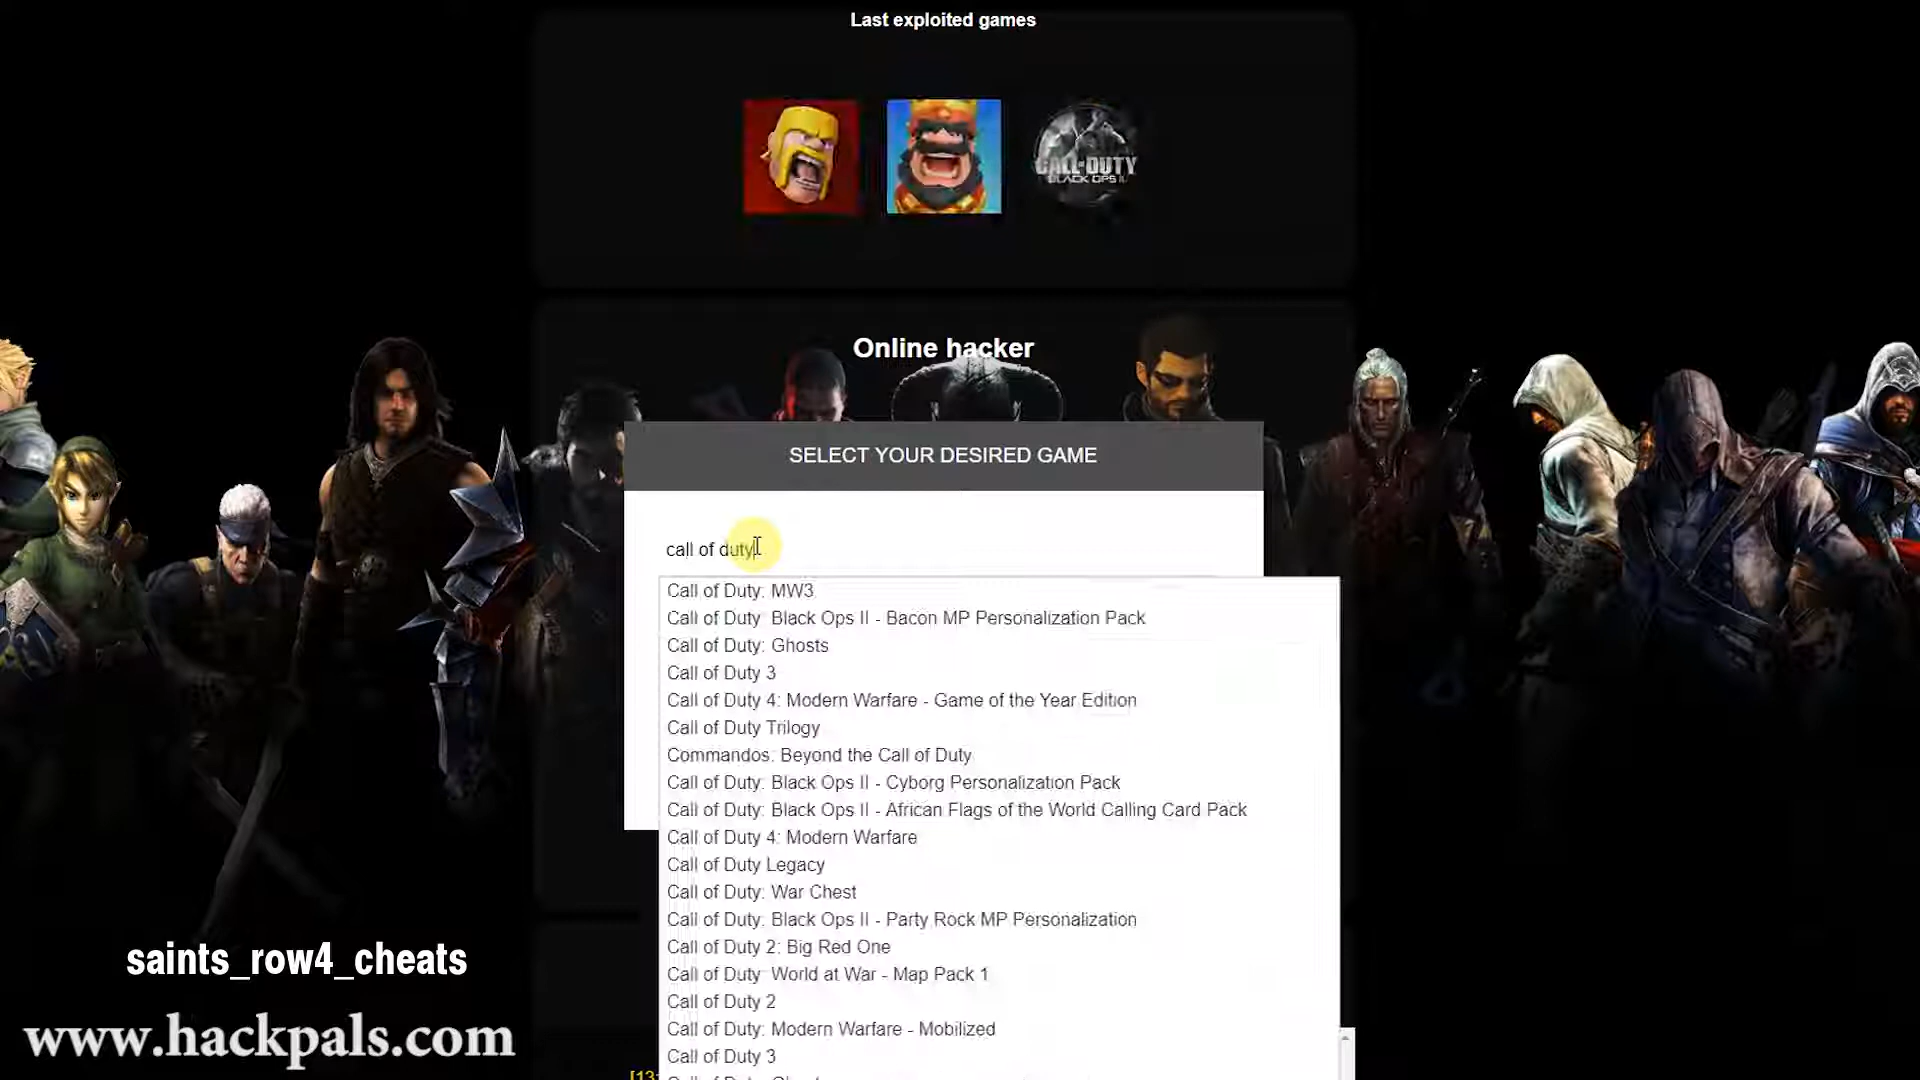 Last exploited games
CALL OF DUTY
BLACK OPS II
Online hacker
SELECT YOUR DESIRED GAME
call of duty
Call of Duty: MW3
Call of Duty: Black Ops II - Bacon MP Personalization Pack
Call of Duty: Ghosts
Call of Duty 3
Call of Duty 4: Modern Warfare - Game of the Year Edition
Call of Duty Trilogy
Commandos: Beyond the Call of Duty
Call of Duty: Black Ops II - Cyborg Personalization Pack
Call of Duty: Black Ops II - African Flags of the World Calling Card Pack
Call of Duty 4: Modern Warfare
Call of Duty Legacy
Call of Duty: War Chest
Call of Duty: Black Ops II - Party Rock MP Personalization
Call of Duty 2: Big Red One
Call of Duty: World at War - Map Pack 1
Call of Duty 2
Call of Duty: Modern Warfare - Mobilized
Call of Duty 3
saints_row4_cheats
www.hackpals.com
[13: